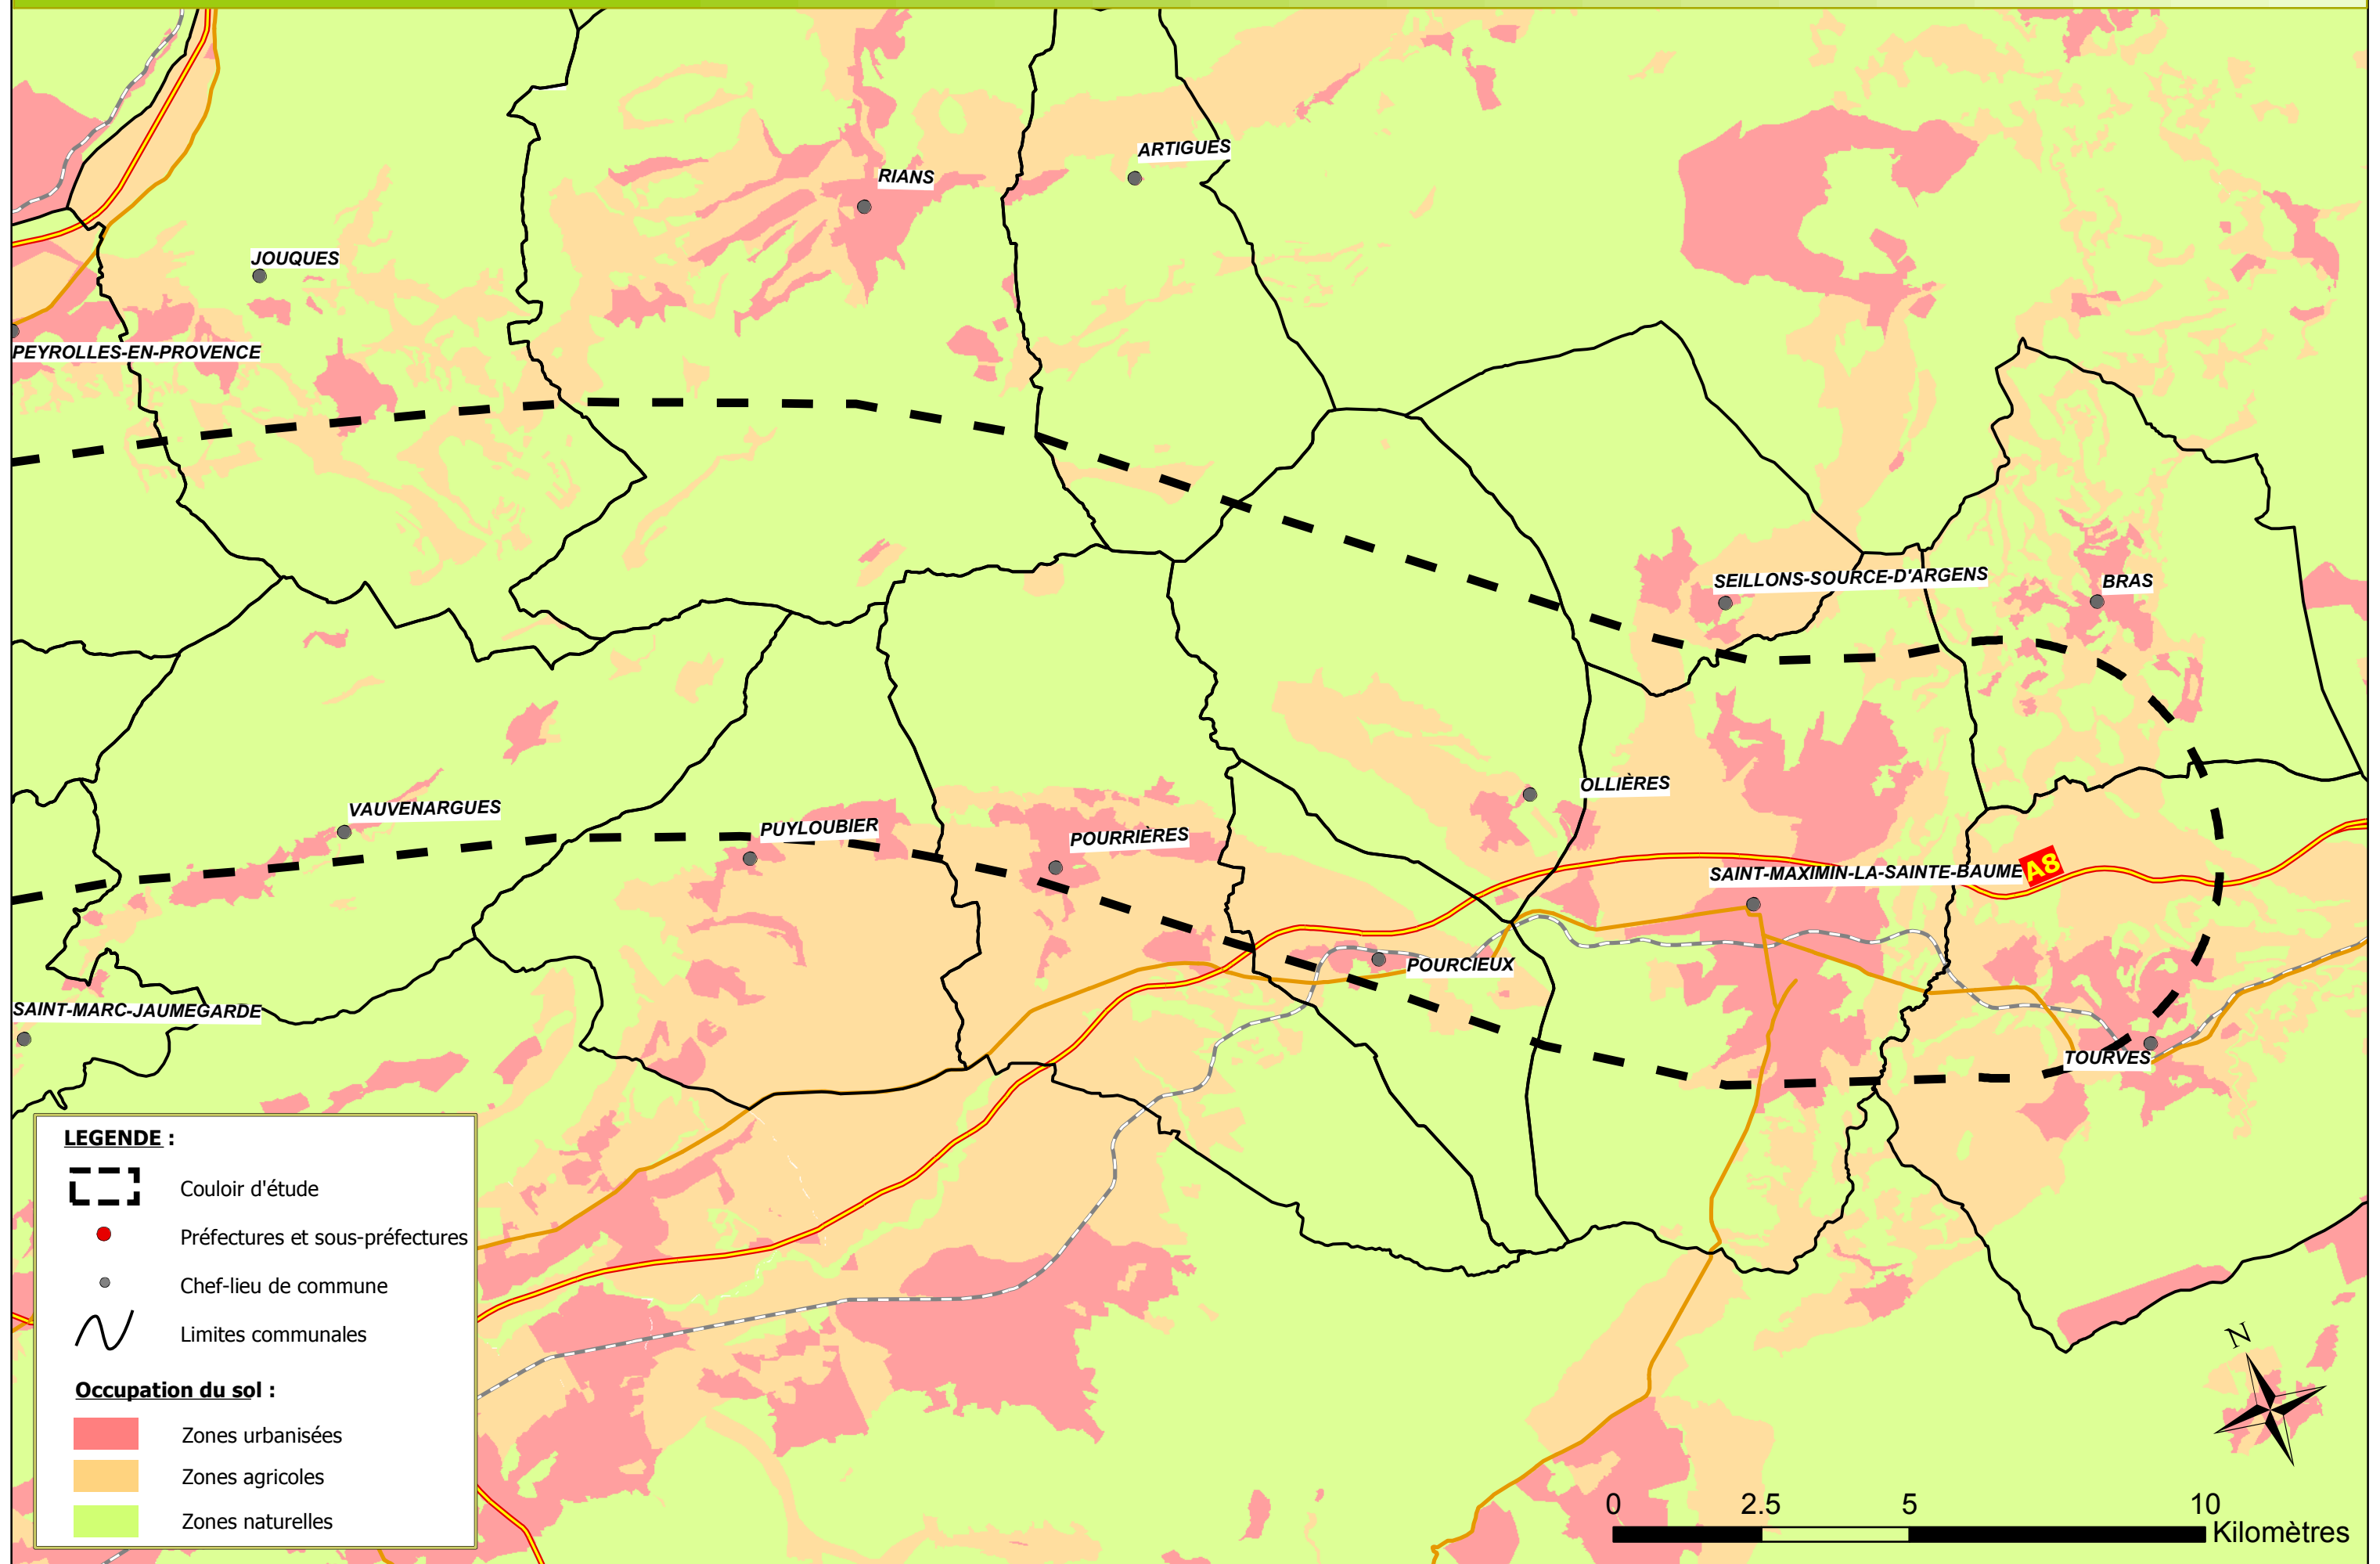 ARTIGUES
RIANS
JOUQUES
PEYROLLES-EN-PROVENCE
SEILLONS-SOURCE-D'ARGENS
BRAS
OLLIÈRES
VAUVENARGUES
PUYLOUBIER
POURRIÈRES
SAINT-MAXIMIN-LA-SAINTE-BAUME
A8
POURCIEUX
SAINT-MARC-JAUMEGARDE
TOURVES
LEGENDE :
Couloir d'étude
Préfectures et sous-préfectures
Chef-lieu de commune
Limites communales
Occupation du sol :
Zones urbanisées
Zones agricoles
Zones naturelles
N
0 2.5 5 10
Kilomètres